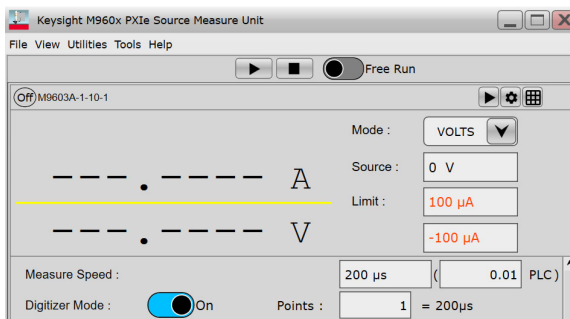 Keysight M960x PXIe Source Measure Unit
File View Utilities Tools Help
Free Run
Off M9603A-1-10-1
Mode : VOLTS
Source : 0 V
---.---- A
Limit : 100 µA
---.---- V
-100 µA
Measure Speed : 200 µs ( 0.01 PLC )
Digitizer Mode : On Points : 1 = 200µs